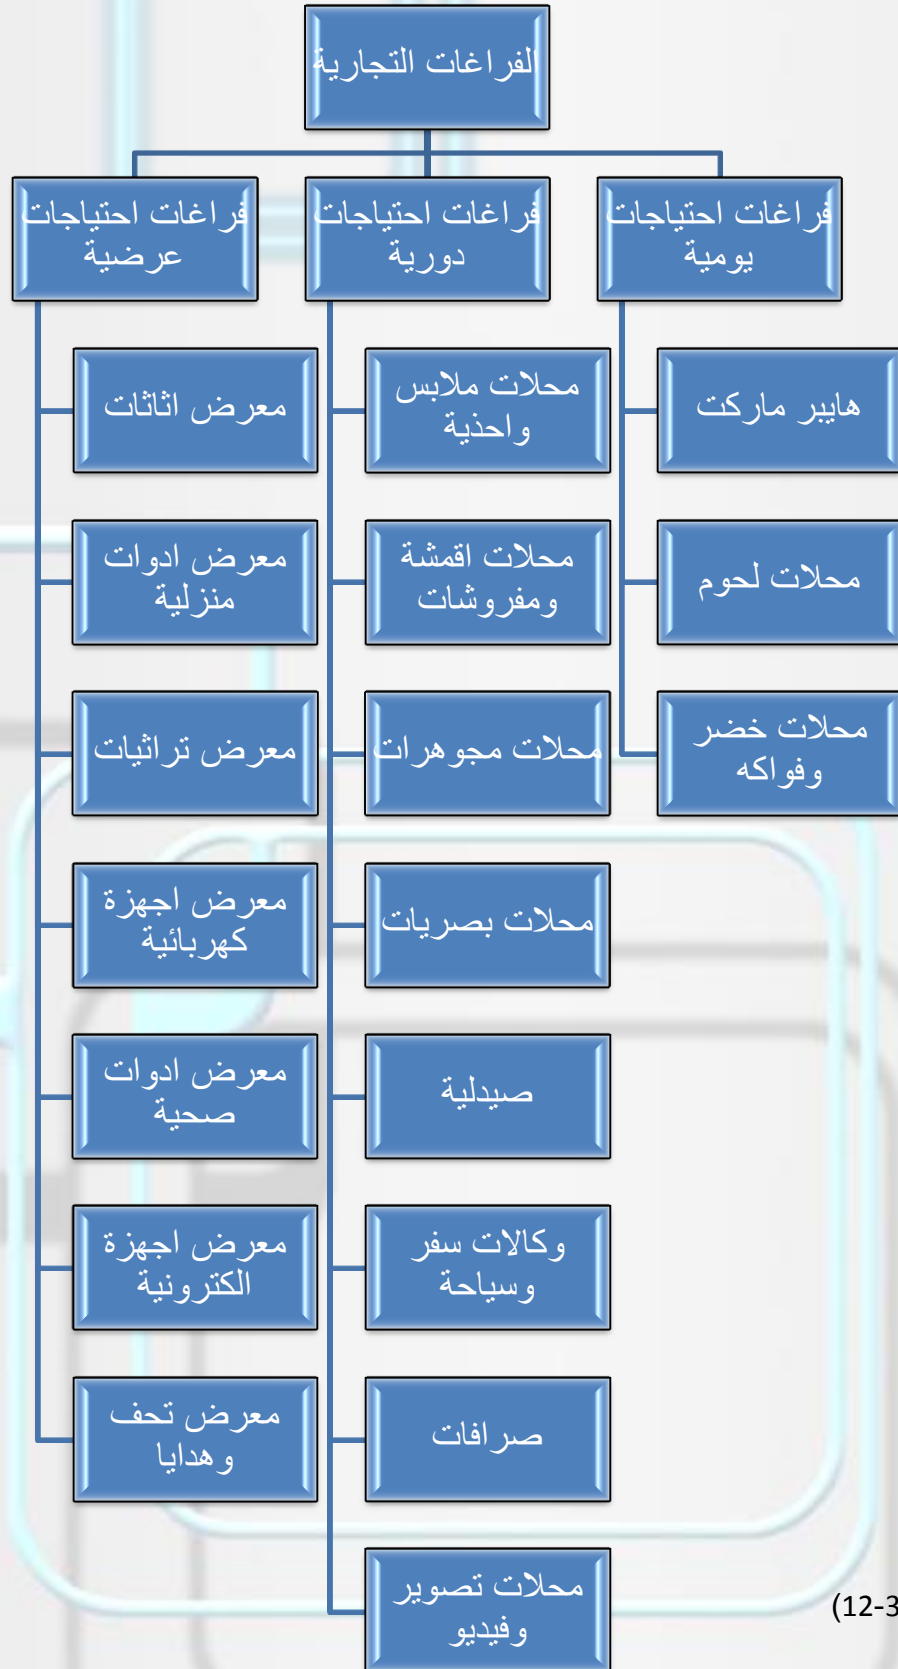 الفراغات التجارية
فراغات احتياجات
يومية
هايبر ماركت
محلات لحوم
محلات خضر
وفواكه
فراغات احتياجات
دورية
محلات ملابس
واحذية
محلات اقمشة
ومفروشات
محلات مجوهرات
محلات بصريات
صيدلية
وكالات سفر
وسياحة
صرافات
محلات تصوير
وفيديو
فراغات احتياجات
عرضية
معرض اثاثات
معرض ادوات
منزلية
معرض تراثيات
معرض اجهزة
كهربائية
معرض ادوات
صحية
معرض اجهزة
الكترونية
معرض تحف
وهدايا
(12-3